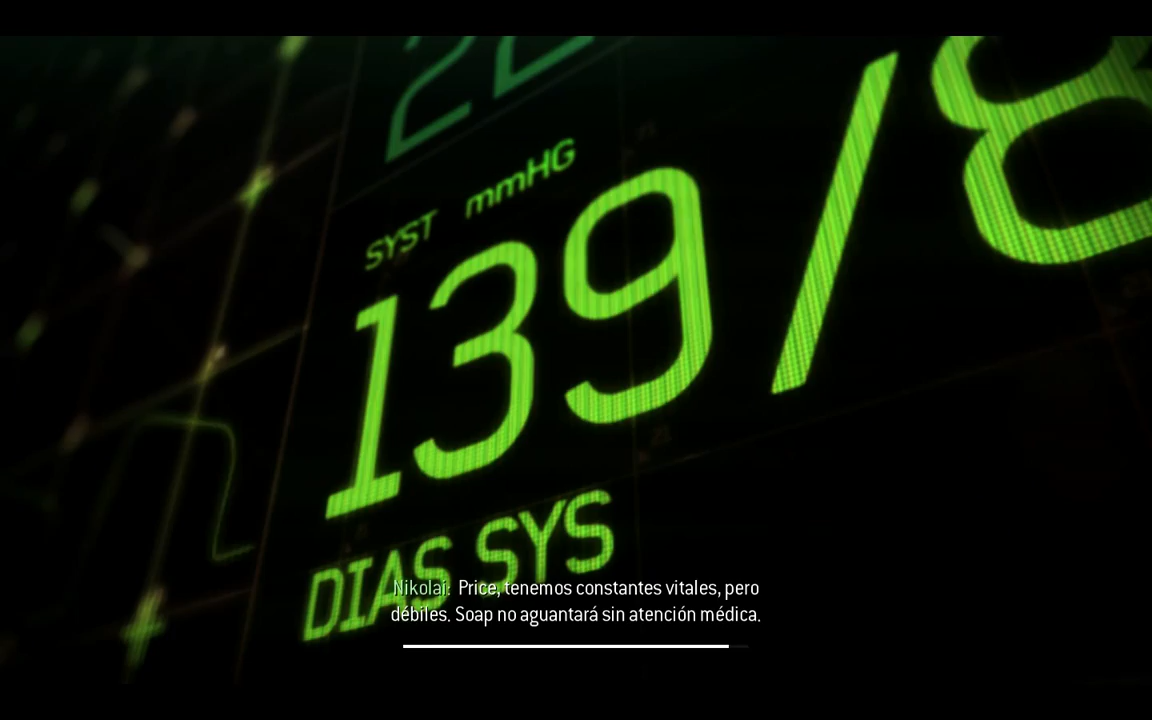 22
SYST mmHG
139/8
DIAS SYS
Nikolai: Price, tenemos constantes vitales, pero
débiles. Soap no aguantará sin atención médica.